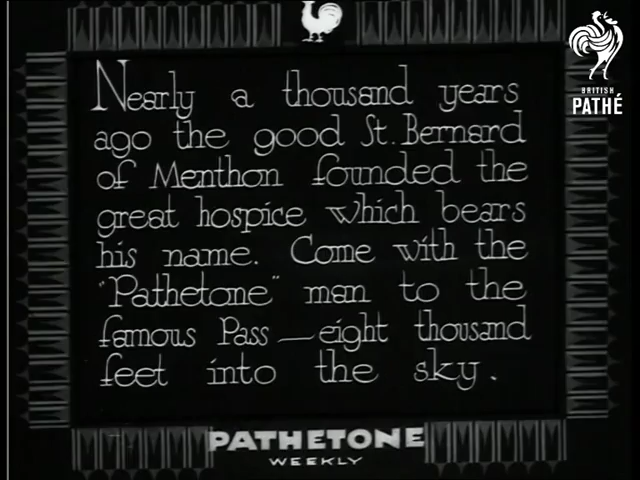 Nearly a thousand years
ago the good St. Bernard
of Menthon founded the
great hospice which bears
his name. Come with the
"Pathetone" man to the
famous Pass — eight thousand
feet into the sky.
PATHETONE
WEEKLY
BRITISH
PATHÉ